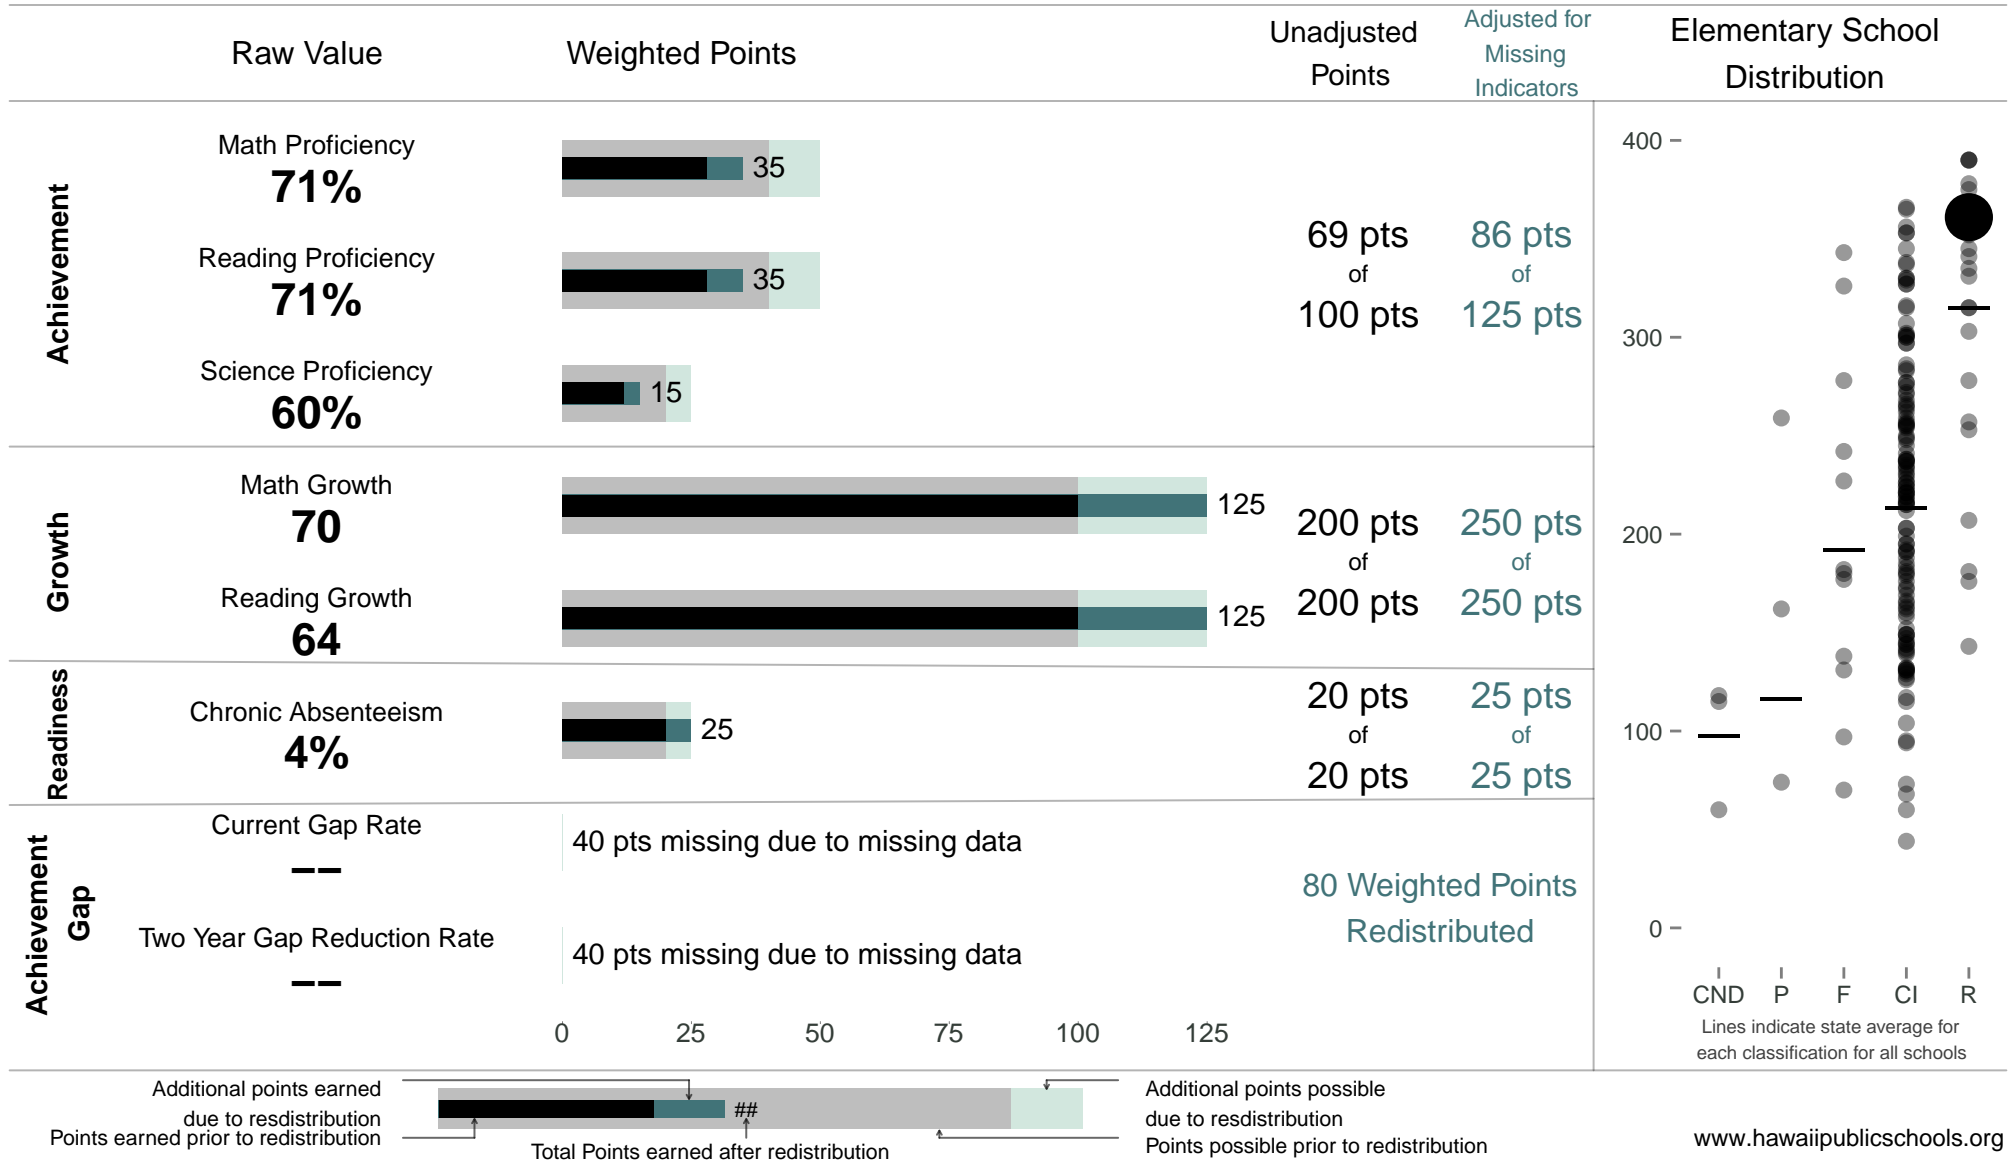 Raw Value
Weighted Points
Unadjusted
Points
Adjusted for
Missing
Indicators
Elementary School
Distribution
Achievement
Math Proficiency
71%
35
Reading Proficiency
71%
35
Science Proficiency
60%
15
69 pts
of
100 pts
86 pts
of
125 pts
Growth
Math Growth
70
125
Reading Growth
64
125
200 pts
of
200 pts
250 pts
of
250 pts
Readiness
Chronic Absenteeism
4%
25
20 pts
of
20 pts
25 pts
of
25 pts
Achievement
Gap
Current Gap Rate
--
40 pts missing due to missing data
Two Year Gap Reduction Rate
--
40 pts missing due to missing data
80 Weighted Points
Redistributed
0 25 50 75 100 125
400
300
200
100
0
CND P F CI R
Lines indicate state average for
each classification for all schools
Additional points earned
due to resdistribution
Points earned prior to redistribution
##
Total Points earned after redistribution
Additional points possible
due to resdistribution
Points possible prior to redistribution
www.hawaiipublicschools.org